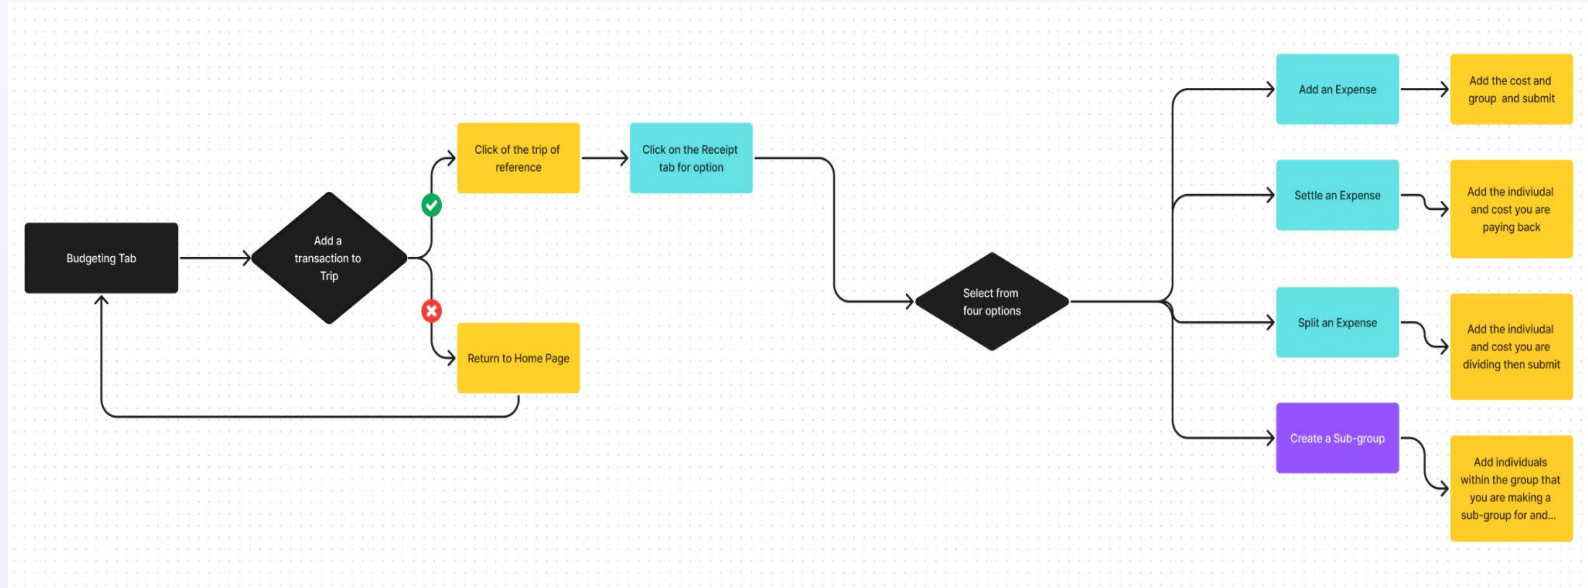 Budgeting Tab
Add a
transaction to
Trip
Click of the trip of
reference
Return to Home Page
Click on the Receipt
tab for option
Select from
four options
Add an Expense
Add the cost and
group and submit
Settle an Expense
Add the indiviudal
and cost you are
paying back
Split an Expense
Add the indiviudal
and cost you are
dividing then submit
Create a Sub-group
Add individuals
within the group that
you are making a
sub-group for and...